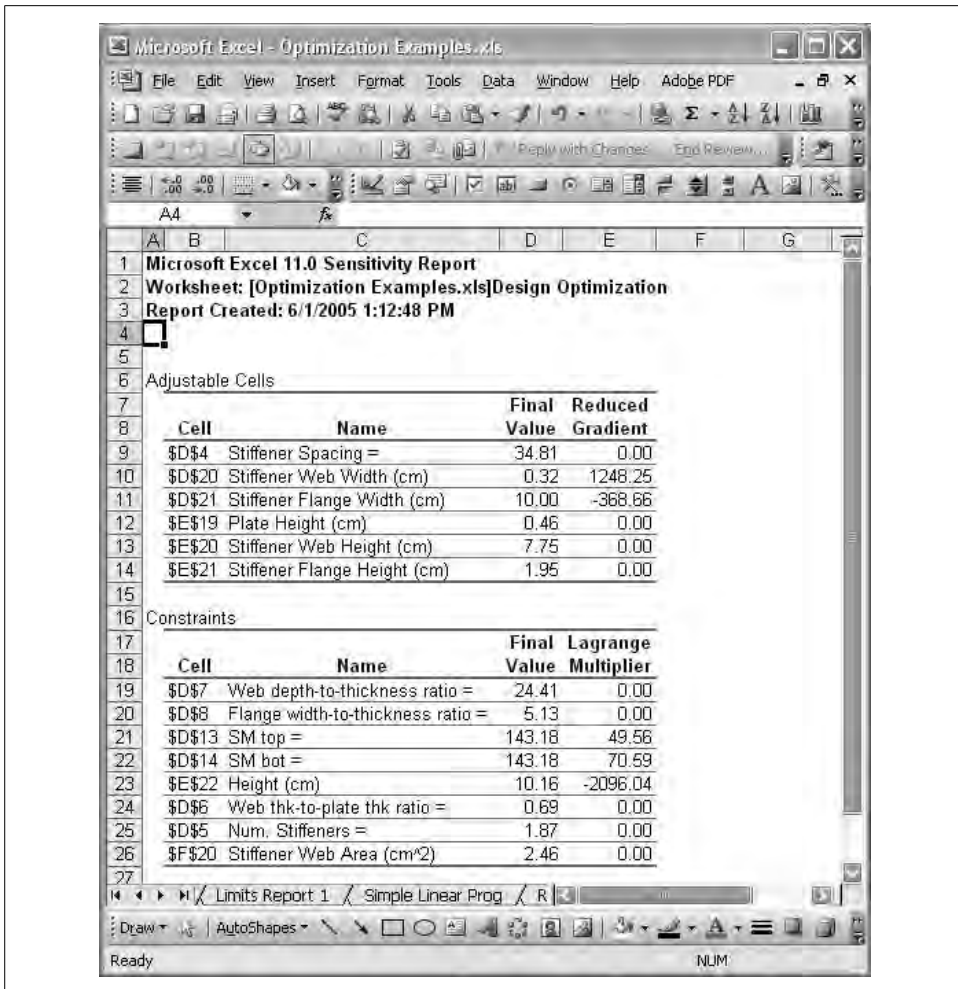 Microsoft Excel - Optimization Examples.xls
File Edit View Insert Format Tools Data Window Help Adobe PDF
Reply with Changes... End Review...
A4 fx
A B C D E F G
1 Microsoft Excel 11.0 Sensitivity Report
2 Worksheet: [Optimization Examples.xls]Design Optimization
3 Report Created: 6/1/2005 1:12:48 PM
4
5
6 Adjustable Cells
7 Final Reduced
8 Cell Name Value Gradient
9 $D$4 Stiffener Spacing = 34.81 0.00
10 $D$20 Stiffener Web Width (cm) 0.32 1248.25
11 $D$21 Stiffener Flange Width (cm) 10.00 -368.66
12 $E$19 Plate Height (cm) 0.46 0.00
13 $E$20 Stiffener Web Height (cm) 7.75 0.00
14 $E$21 Stiffener Flange Height (cm) 1.95 0.00
15
16 Constraints
17 Final Lagrange
18 Cell Name Value Multiplier
19 $D$7 Web depth-to-thickness ratio = 24.41 0.00
20 $D$8 Flange width-to-thickness ratio = 5.13 0.00
21 $D$13 SM top = 143.18 49.56
22 $D$14 SM bot = 143.18 70.59
23 $E$22 Height (cm) 10.16 -2096.04
24 $D$6 Web thk-to-plate thk ratio = 0.69 0.00
25 $D$5 Num. Stiffeners = 1.87 0.00
26 $F$20 Stiffener Web Area (cm^2) 2.46 0.00
27
Limits Report 1 / Simple Linear Prog / R
Draw AutoShapes
Ready NUM